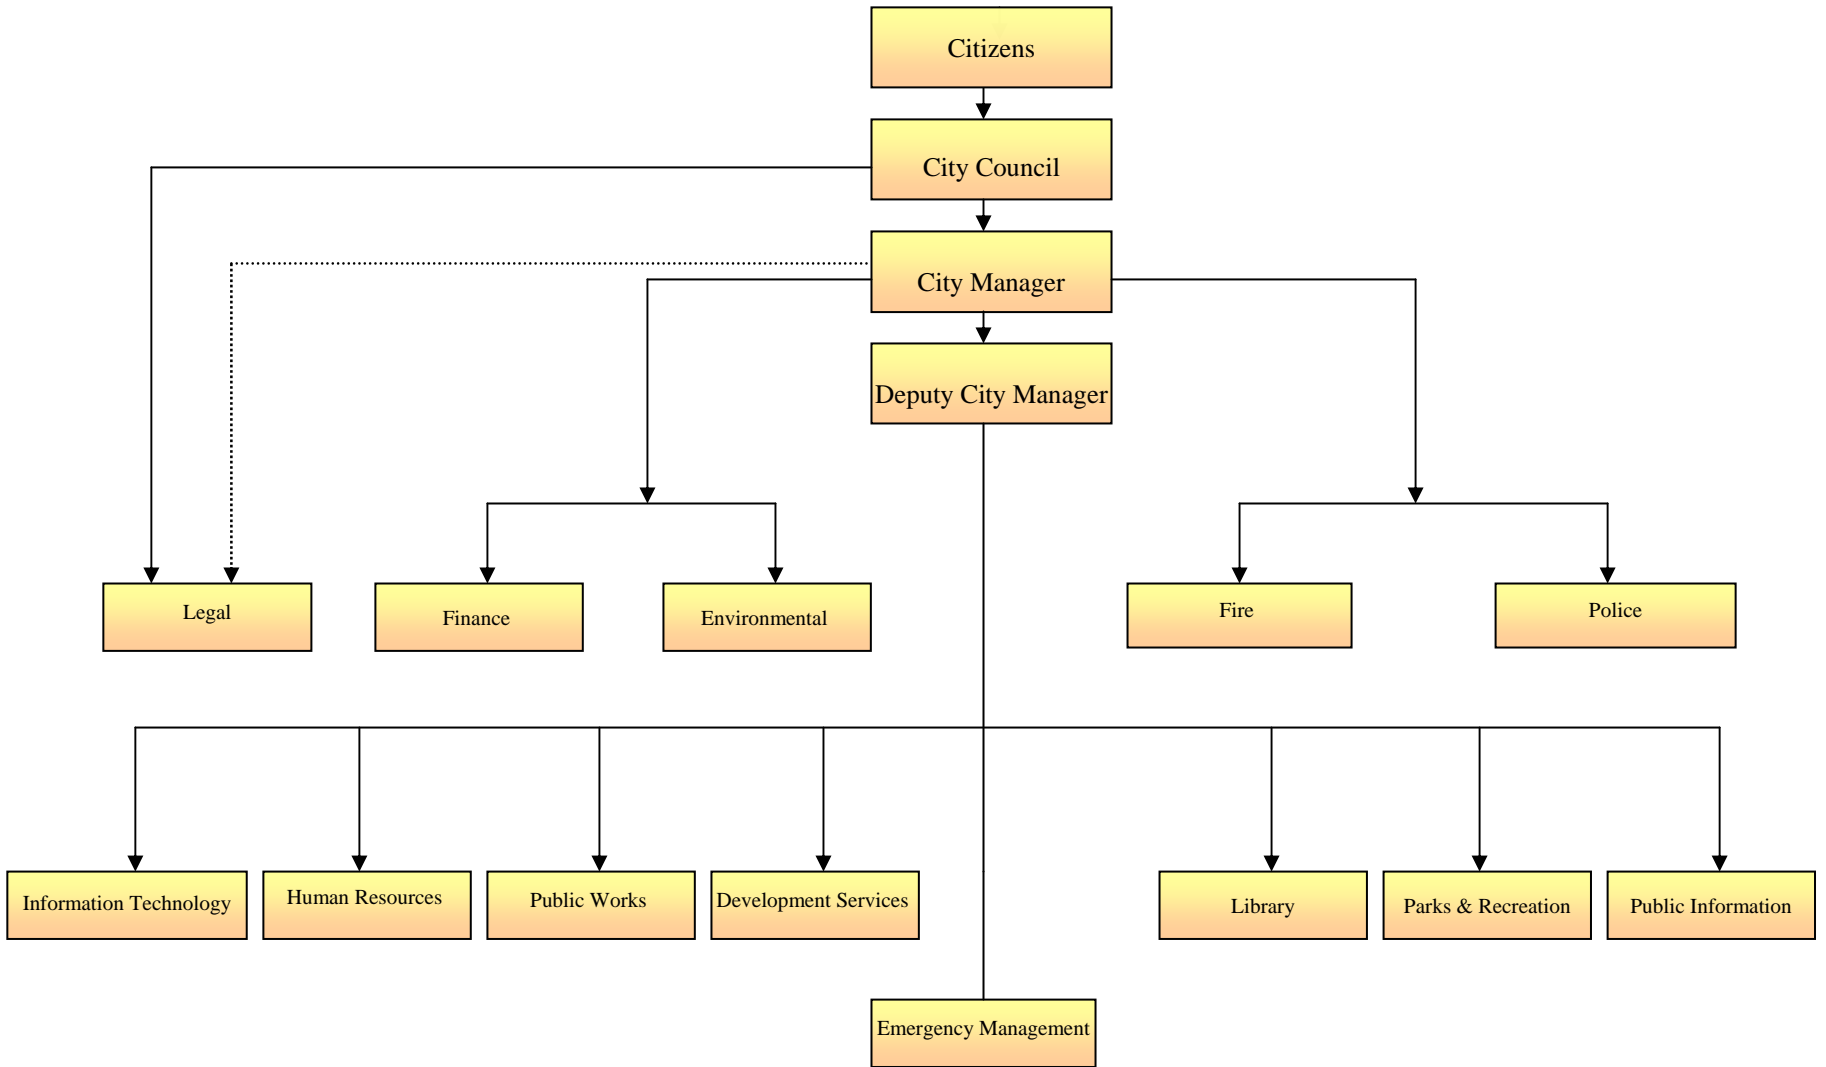 Citizens
City Council
City Manager
Deputy City Manager
Legal
Finance
Environmental
Fire
Police
Information Technology
Human Resources
Public Works
Development Services
Library
Parks & Recreation
Public Information
Emergency Management